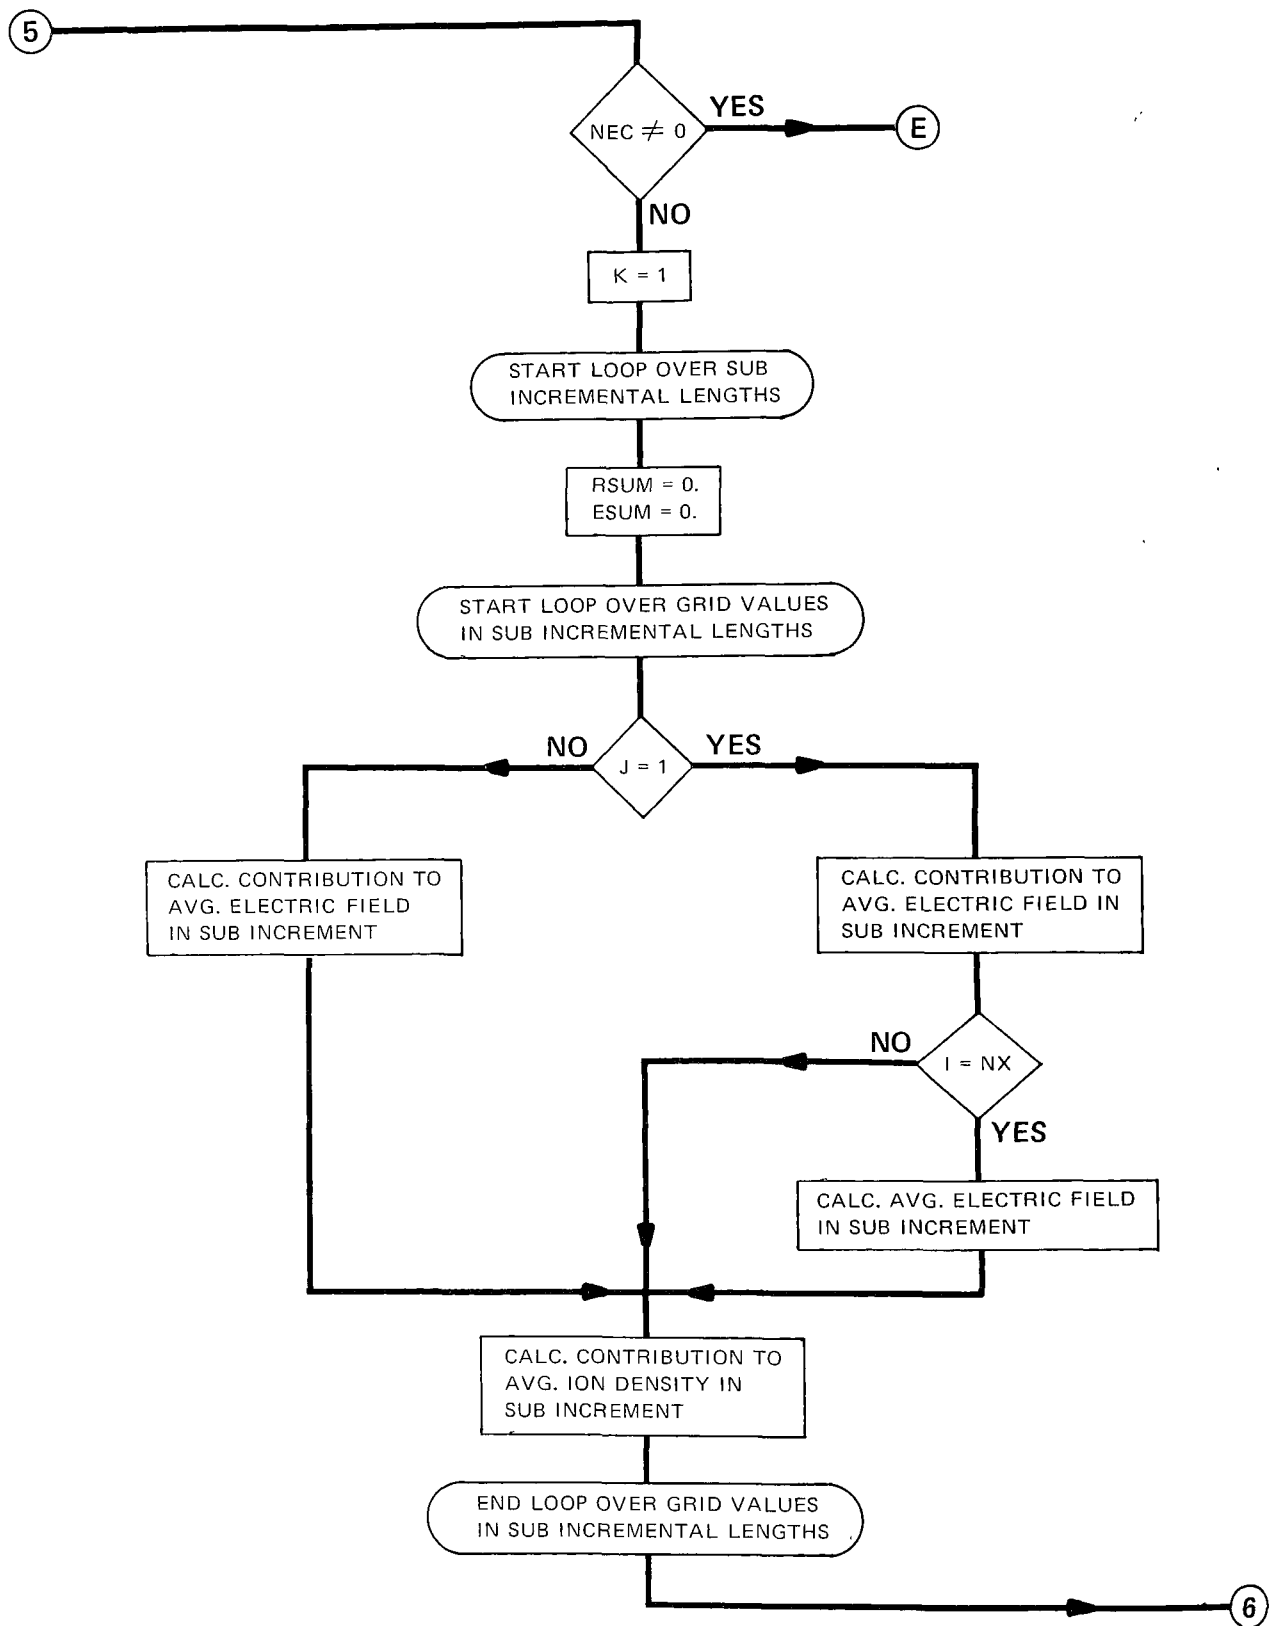 5
YES
NEC ≠ 0
E
NO
K = 1
START LOOP OVER SUB
INCREMENTAL LENGTHS
RSUM = 0.
ESUM = 0.
START LOOP OVER GRID VALUES
IN SUB INCREMENTAL LENGTHS
NO
YES
J = 1
CALC. CONTRIBUTION TO
AVG. ELECTRIC FIELD
IN SUB INCREMENT
CALC. CONTRIBUTION TO
AVG. ELECTRIC FIELD IN
SUB INCREMENT
NO
I = NX
YES
CALC. AVG. ELECTRIC FIELD
IN SUB INCREMENT
CALC. CONTRIBUTION TO
AVG. ION DENSITY IN
SUB INCREMENT
END LOOP OVER GRID VALUES
IN SUB INCREMENTAL LENGTHS
6